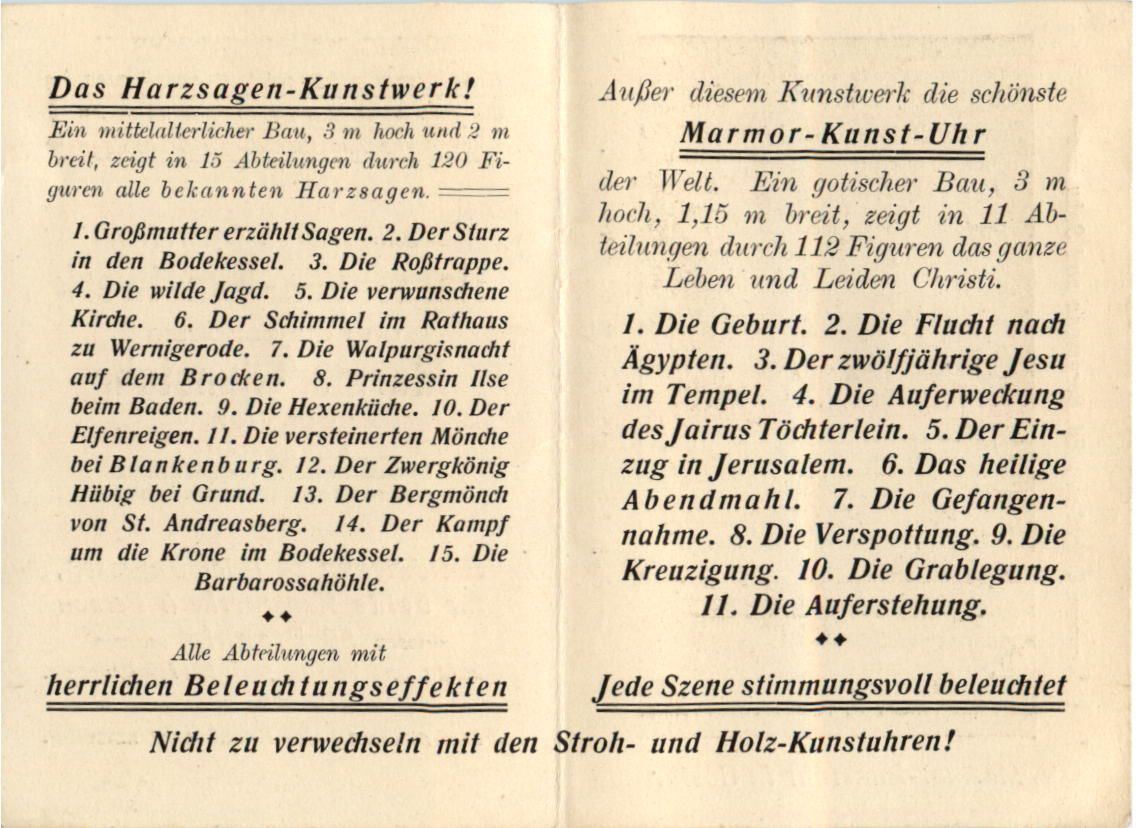 Das Harzsagen-Kunstwerk!
Ein mittelalterlicher Bau, 3 m hoch und 2 m
breit, zeigt in 15 Abteilungen durch 120 Fi-
guren alle bekannten Harzsagen.
1. Großmutter erzählt Sagen. 2. Der Sturz
in den Bodekessel. 3. Die Roßtrappe.
4. Die wilde Jagd. 5. Die verwunschene
Kirche. 6. Der Schimmel im Rathaus
zu Wernigerode. 7. Die Walpurgisnacht
auf dem Brocken. 8. Prinzessin Ilse
beim Baden. 9. Die Hexenküche. 10. Der
Elfenreigen. 11. Die versteinerten Mönche
bei Blankenburg. 12. Der Zwergkönig
Hübig bei Grund. 13. Der Bergmönch
von St. Andreasberg. 14. Der Kampf
um die Krone im Bodekessel. 15. Die
Barbarossahöhle.
Alle Abteilungen mit
herrlichen Beleuchtungseffekten
Außer diesem Kunstwerk die schönste
Marmor-Kunst-Uhr
der Welt. Ein gotischer Bau, 3 m
hoch, 1,15 m breit, zeigt in 11 Ab-
teilungen durch 112 Figuren das ganze
Leben und Leiden Christi.
1. Die Geburt. 2. Die Flucht nach
Ägypten. 3. Der zwölfjährige Jesu
im Tempel. 4. Die Auferweckung
des Jairus Töchterlein. 5. Der Ein-
zug in Jerusalem. 6. Das heilige
Abendmahl. 7. Die Gefangen-
nahme. 8. Die Verspottung. 9. Die
Kreuzigung. 10. Die Grablegung.
11. Die Auferstehung.
Jede Szene stimmungsvoll beleuchtet
Nicht zu verwechseln mit den Stroh- und Holz-Kunstuhren!